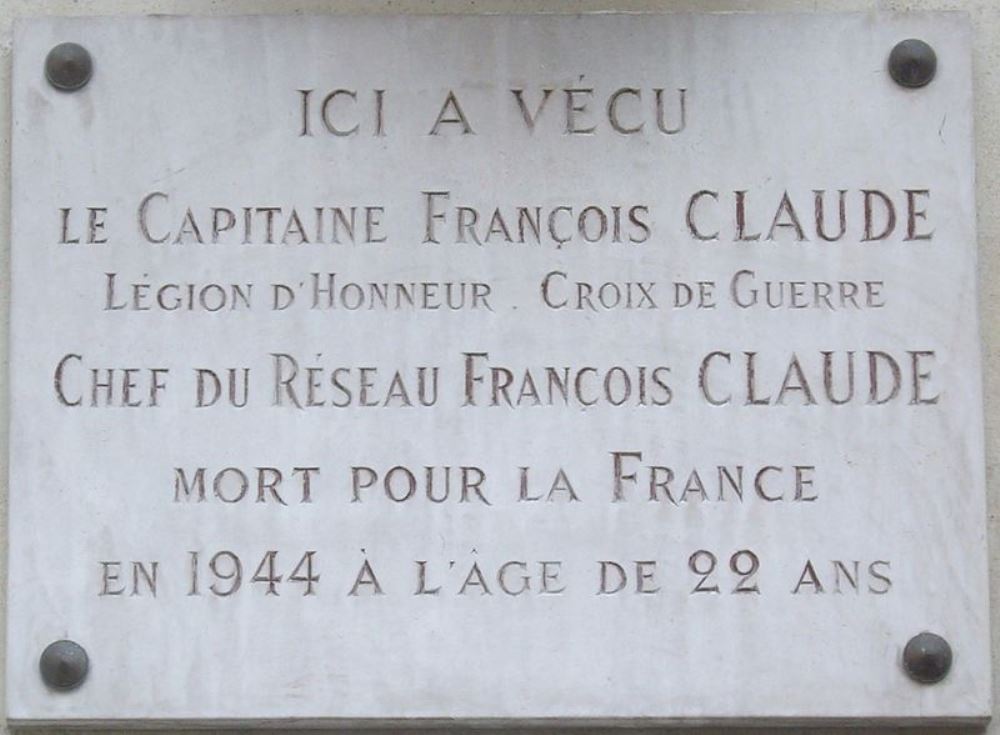 ICI A VÉCU
LE CAPITAINE FRANÇOIS CLAUDE
LÉGION D'HONNEUR . CROIX DE GUERRE
CHEF DU RÉSEAU FRANÇOIS CLAUDE
MORT POUR LA FRANCE
EN 1944 À L'ÂGE DE 22 ANS